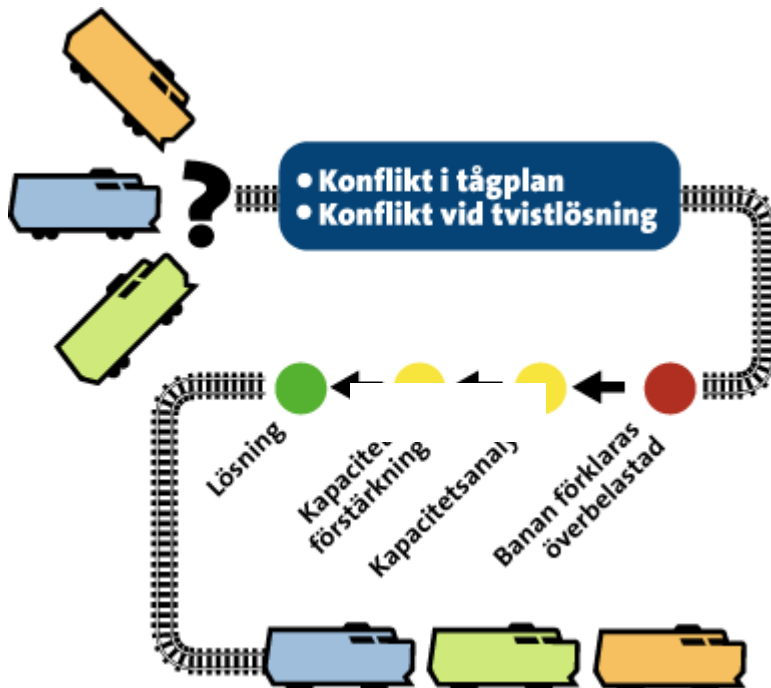 ?
• Konflikt i tågplan
• Konflikt vid tvistlösning
Lösning
förstärkning
Banan förklaras
överbelastad